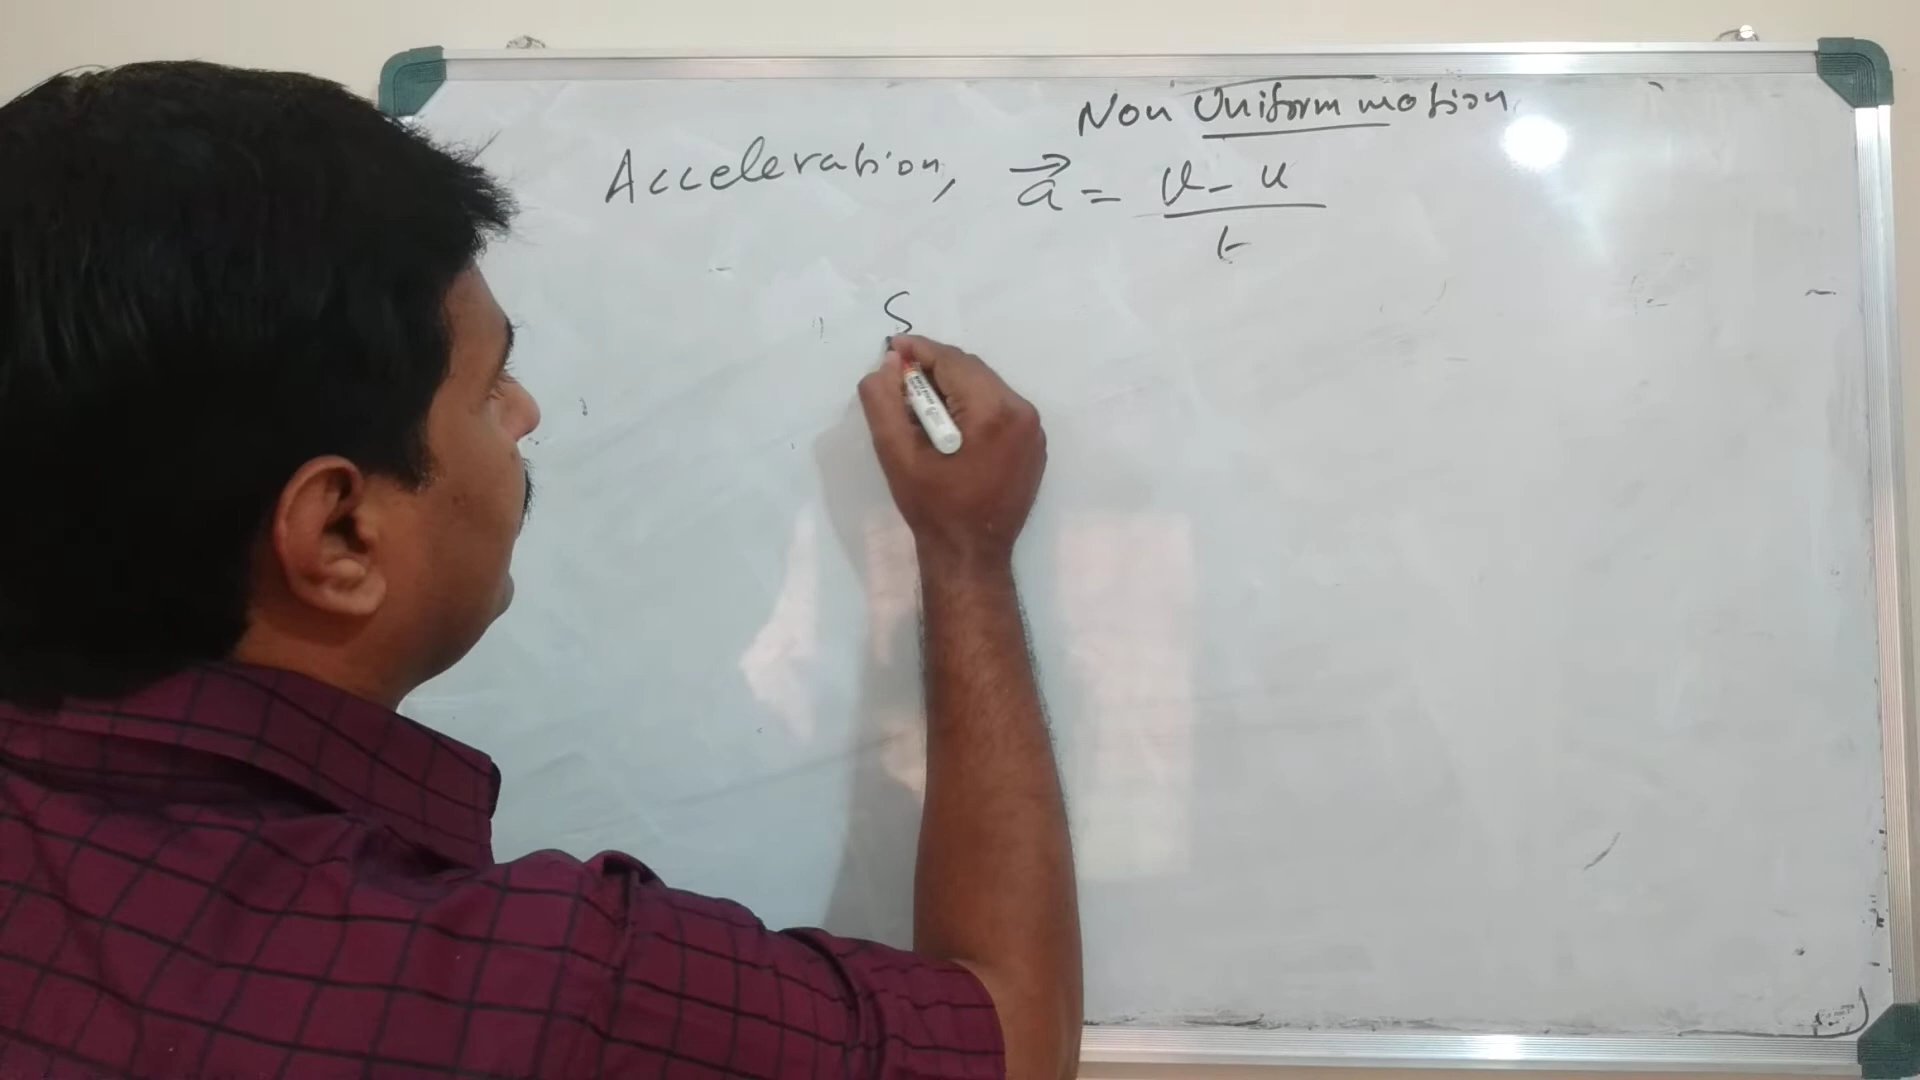 Non Uniform motion
Acceleration, a⃗ = v - u
t
S